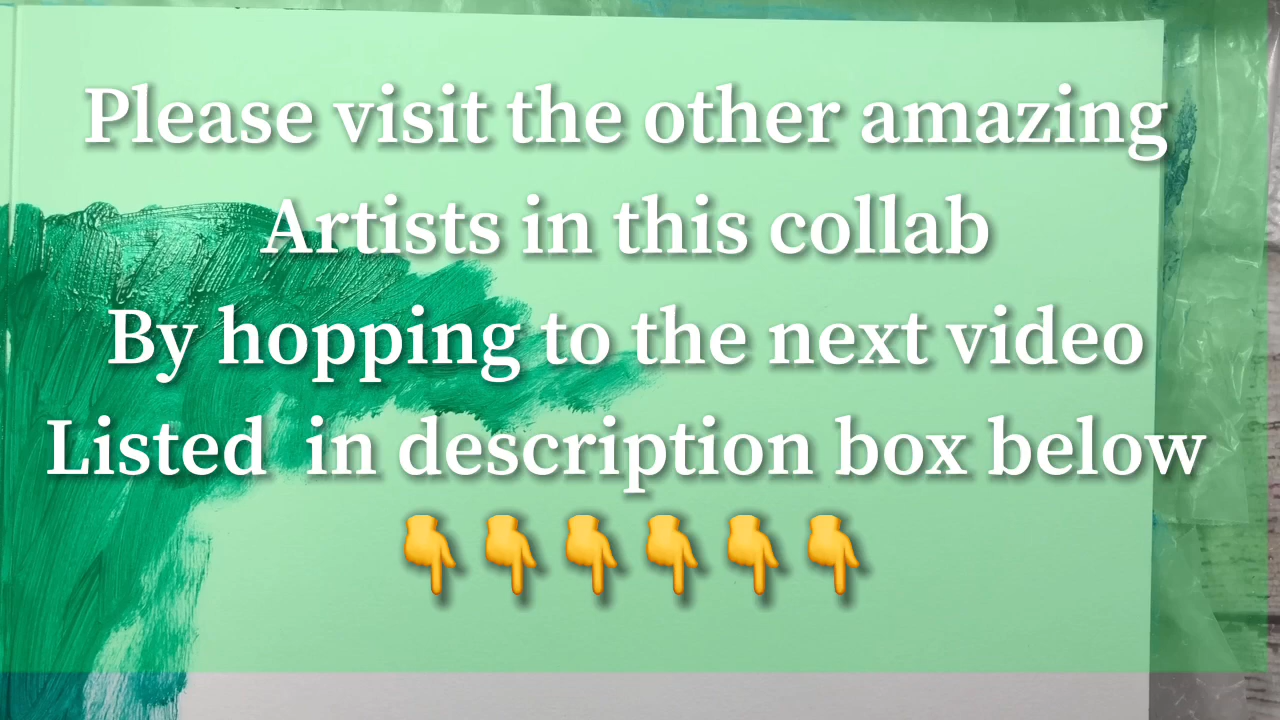 Please visit the other amazing
Artists in this collab
By hopping to the next video
Listed  in description box below
👇👇👇👇👇👇